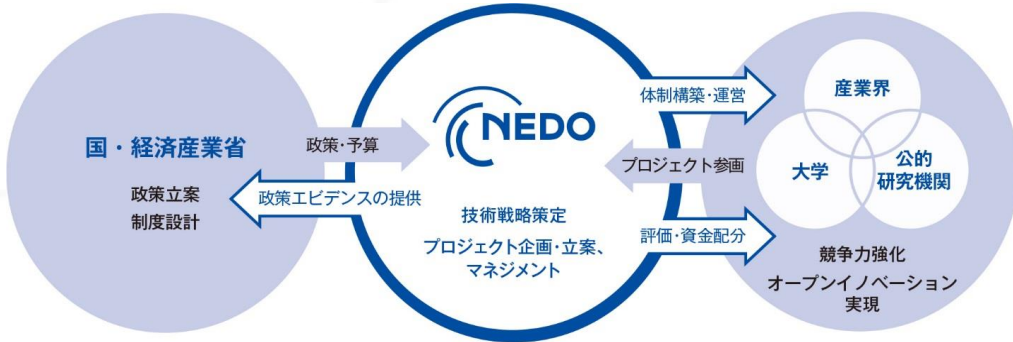 国・経済産業省
政策立案
制度設計
政策・予算
政策エビデンスの提供
NEDO
技術戦略策定
プロジェクト企画・立案、
マネジメント
体制構築・運営
プロジェクト参画
評価・資金配分
産業界
大学
公的
研究機関
競争力強化
オープンイノベーション
実現